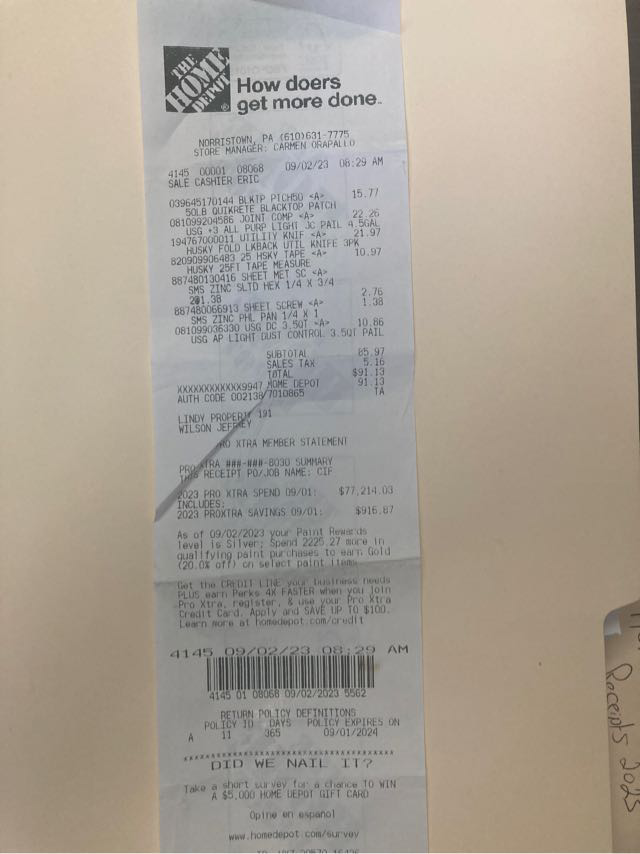 THE
HOME
DEPOT
How doers
get more done™
NORRISTOWN, PA (610)631-7775
STORE MANAGER: CARMEN ORAPALLO
4145 00001 08068 09/02/23 08:29 AM
SALE CASHIER ERIC
039645170144 BLKTP PTCH50 <A> 15.77
50LB QUIKRETE BLACKTOP PATCH
081099204586 JOINT COMP <A> 22.26
USG +3 ALL PURP LIGHT JC PAIL 4.5GAL
194767000011 UTILITY KNIF <A> 21.97
HUSKY FOLD LKBACK UTIL KNIFE 3PK
820909906483 25 HSKY TAPE <A> 10.97
HUSKY 25FT TAPE MEASURE
887480130416 SHEET MET SC <A>
SMS ZINC SLTD HEX 1/4 X 3/4
2@1.38 2.76
887480066913 SHEET SCREW <A> 1.38
SMS ZINC PHL PAN 1/4 X 1
081099036330 USG DC 3.5QT <A> 10.86
USG AP LIGHT DUST CONTROL 3.5QT PAIL
SUBTOTAL 85.97
SALES TAX 5.16
TOTAL $91.13
XXXXXXXXXXXX9947 HOME DEPOT 91.13
AUTH CODE 002138/7010865 TA
LINDY PROPERTY 191
WILSON JEFFREY
PRO XTRA MEMBER STATEMENT
PRO XTRA ###-###-8030 SUMMARY
THIS RECEIPT PO/JOB NAME: CIF
2023 PRO XTRA SPEND 09/01: $77,214.03
INCLUDES:
2023 PROXTRA SAVINGS 09/01: $916.87
As of 09/02/2023 your Paint Rewards
level is Silver; Spend 2225.27 more in
qualifying paint purchases to earn Gold
(20.0% off) on select paint items
Get the CREDIT LINE your business needs
PLUS earn Perks 4X FASTER when you join
Pro Xtra, register, & use your Pro Xtra
Credit Card. Apply and SAVE UP TO $100.
Learn more at homedepot.com/credit
4145 09/02/23 08:29 AM
4145 01 08068 09/02/2023 5562
RETURN POLICY DEFINITIONS
POLICY ID DAYS POLICY EXPIRES ON
A 11 365 09/01/2024
DID WE NAIL IT?
Take a short survey for a chance TO WIN
A $5,000 HOME DEPOT GIFT CARD
Opine en español
www.homedepot.com/survey
Receipts 2023